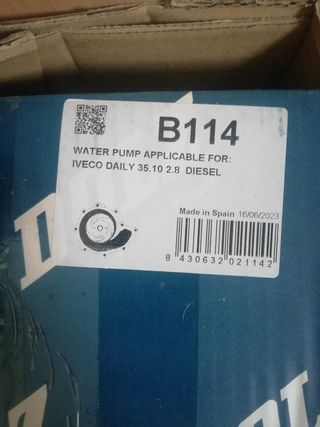 B114
WATER PUMP APPLICABLE FOR:
IVECO DAILY 35.10 2.8 DIESEL
Made in Spain 16/06/2023
8 430632 021142